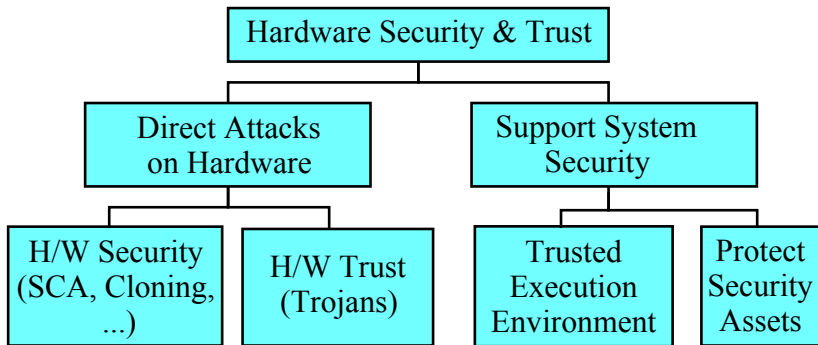 Hardware Security & Trust
Direct Attacks
on Hardware
Support System
Security
H/W Security
(SCA, Cloning,
...)
H/W Trust
(Trojans)
Trusted
Execution
Environment
Protect
Security
Assets